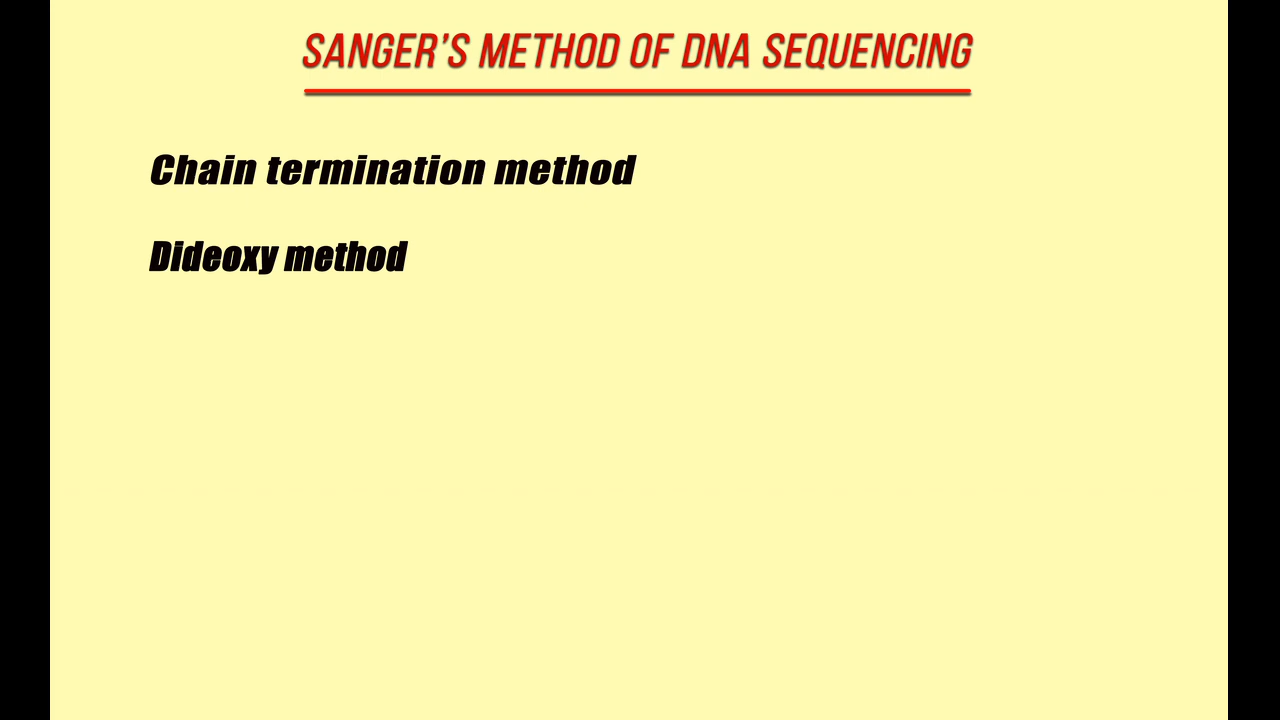 SANGER'S METHOD OF DNA SEQUENCING
Chain termination method
Dideoxy method